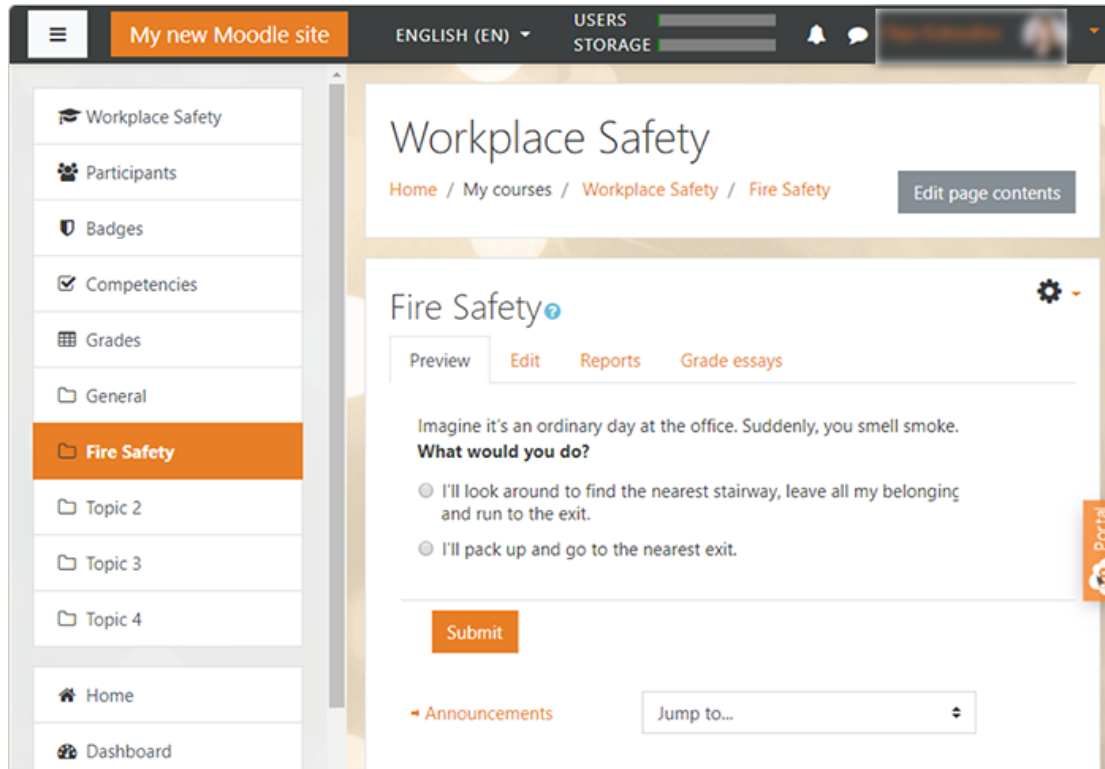 My new Moodle site
ENGLISH (EN)
USERS
STORAGE
Workplace Safety
Participants
Badges
Competencies
Grades
General
Fire Safety
Topic 2
Topic 3
Topic 4
Home
Dashboard
Workplace Safety
Home / My courses / Workplace Safety / Fire Safety
Edit page contents
Fire Safety
Preview Edit Reports Grade essays
Imagine it's an ordinary day at the office. Suddenly, you smell smoke.
What would you do?
I'll look around to find the nearest stairway, leave all my belonging
and run to the exit.
I'll pack up and go to the nearest exit.
Submit
Announcements
Jump to...
Portal